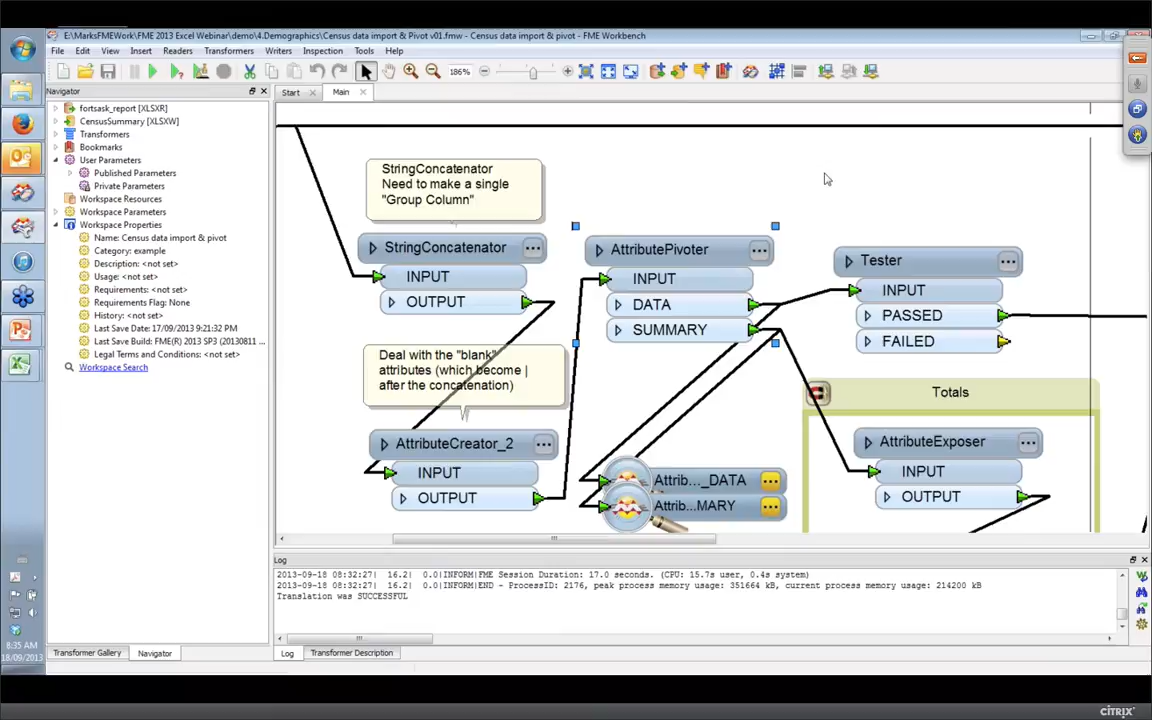 E:\MarksFMEWork\FME 2013 Excel Webinar\demo\4.Demographics\Census data import & Pivot v01.fmw - Census data import & pivot - FME Workbench
File Edit View Insert Readers Transformers Writers Inspection Tools Help
186%
Navigator
Start Main
fortsask_report [XLSXR]
CensusSummary [XLSXW]
Transformers
Bookmarks
User Parameters
Published Parameters
Private Parameters
Workspace Resources
Workspace Parameters
Workspace Properties
Name: Census data import & pivot
Category: example
Description: <not set>
Usage: <not set>
Requirements: <not set>
Requirements Flag: None
History: <not set>
Last Save Date: 17/09/2013 9:21:32 PM
Last Save Build: FME(R) 2013 SP3 (20130811 ...
Legal Terms and Conditions: <not set>
Workspace Search
Transformer Gallery Navigator
StringConcatenator
Need to make a single
"Group Column"
StringConcatenator
INPUT
OUTPUT
Deal with the "blank"
attributes (which become |
after the concatenation)
AttributeCreator_2
INPUT
OUTPUT
AttributePivoter
INPUT
DATA
SUMMARY
Attrib..._DATA
Attrib...MARY
Tester
INPUT
PASSED
FAILED
Totals
AttributeExposer
INPUT
OUTPUT
Log
2013-09-18 08:32:27| 16.2| 0.0|INFORM|FME Session Duration: 17.0 seconds. (CPU: 15.7s user, 0.4s system)
2013-09-18 08:32:27| 16.2| 0.0|INFORM|END - ProcessID: 2176, peak process memory usage: 351664 kB, current process memory usage: 214200 kB
Translation was SUCCESSFUL
Log Transformer Description
8:35 AM
18/09/2013
CITRIX